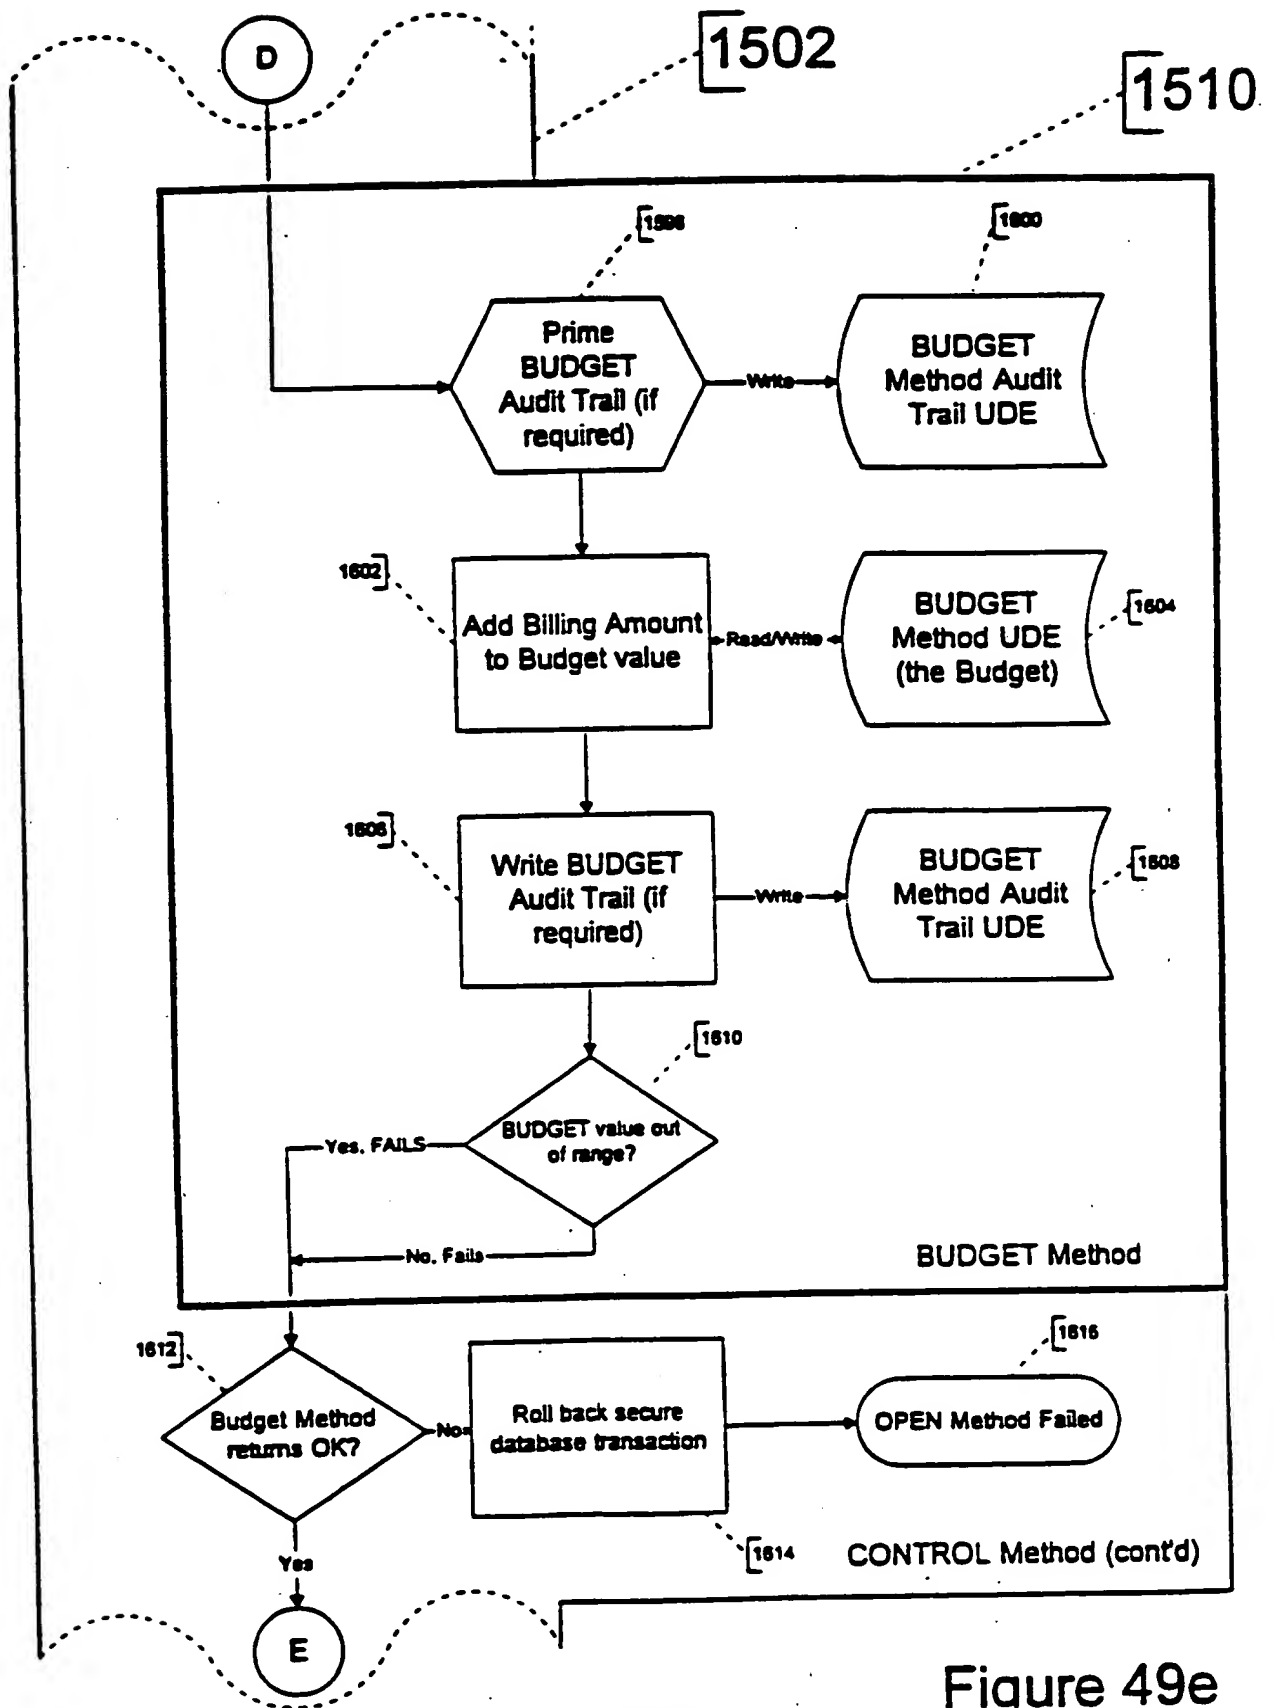 D
1502
1510
1598
1600
Prime
BUDGET
Audit Trail (if
required)
Write
BUDGET
Method Audit
Trail UDE
1602
Add Billing Amount
to Budget value
Read/Write
BUDGET
Method UDE
(the Budget)
1604
1606
Write BUDGET
Audit Trail (if
required)
Write
BUDGET
Method Audit
Trail UDE
1608
1610
BUDGET value out
of range?
Yes, FAILS
No, Fails
BUDGET Method
1612
Budget Method
returns OK?
No
Roll back secure
database transaction
1614
1616
OPEN Method Failed
Yes
CONTROL Method (cont'd)
E
Figure 49e